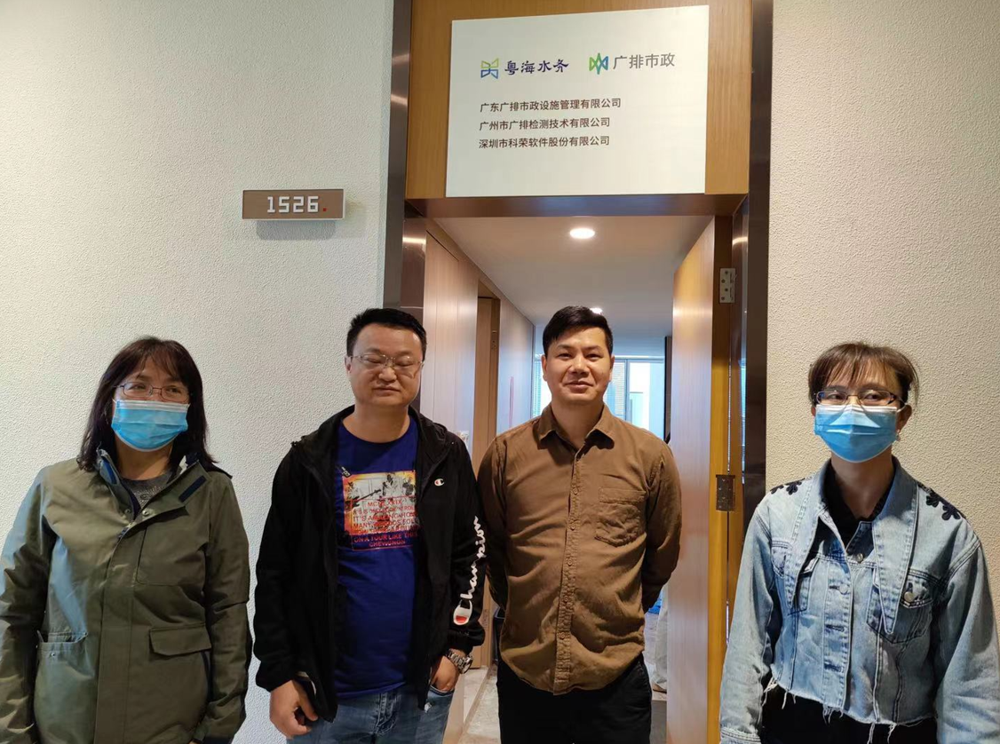 粤海水务 广排市政
广东广排市政设施管理有限公司
广州市广排检测技术有限公司
深圳市科荣软件股份有限公司
1526.
Champion